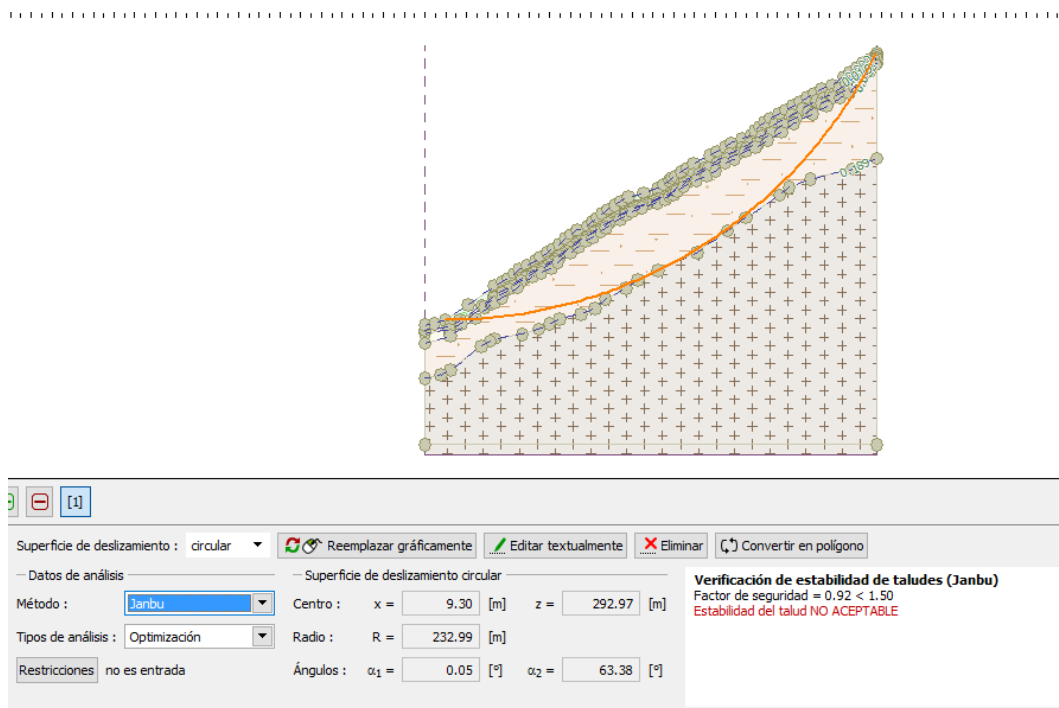 0.189
[1]
Superficie de deslizamiento : circular Reemplazar gráficamente Editar textualmente Eliminar Convertir en polígono
Datos de análisis Superficie de deslizamiento circular Verificación de estabilidad de taludes (Janbu)
Factor de seguridad = 0.92 < 1.50
Método : Janbu Centro : x = 9.30 [m] z = 292.97 [m]
Estabilidad del talud NO ACEPTABLE
Tipos de análisis : Optimización Radio : R = 232.99 [m]
Restricciones no es entrada Ángulos : α1 = 0.05 [°] α2 = 63.38 [°]